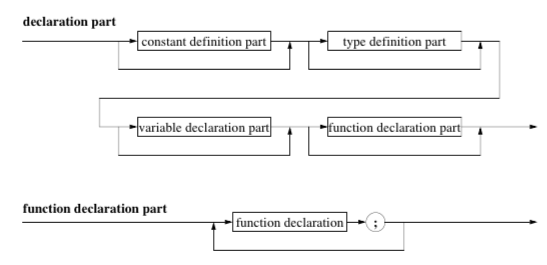 declaration part
constant definition part type definition part
variable declaration part function declaration part
function declaration part
function declaration ;